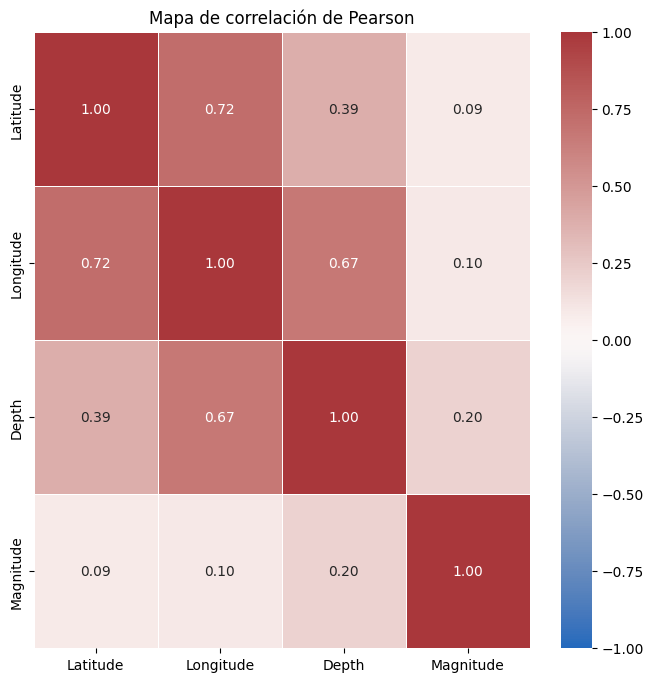 Mapa de correlación de Pearson
Latitude
1.00 0.72 0.39 0.09
Longitude
0.72 1.00 0.67 0.10
Depth
0.39 0.67 1.00 0.20
Magnitude
0.09 0.10 0.20 1.00
Latitude Longitude Depth Magnitude
1.00
0.75
0.50
0.25
0.00
−0.25
−0.50
−0.75
−1.00